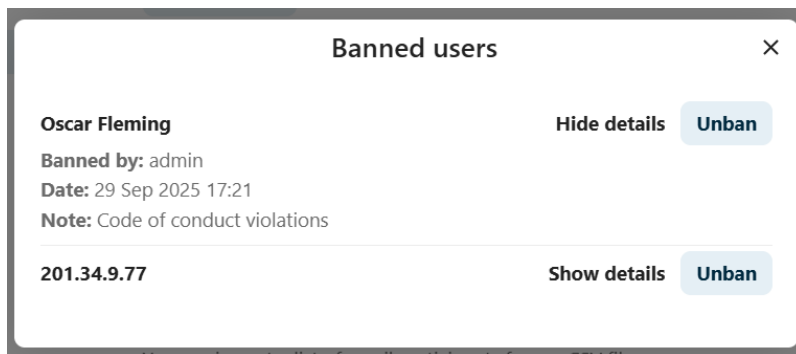 Banned users
Oscar Fleming Hide details Unban
Banned by: admin
Date: 29 Sep 2025 17:21
Note: Code of conduct violations
201.34.9.77 Show details Unban